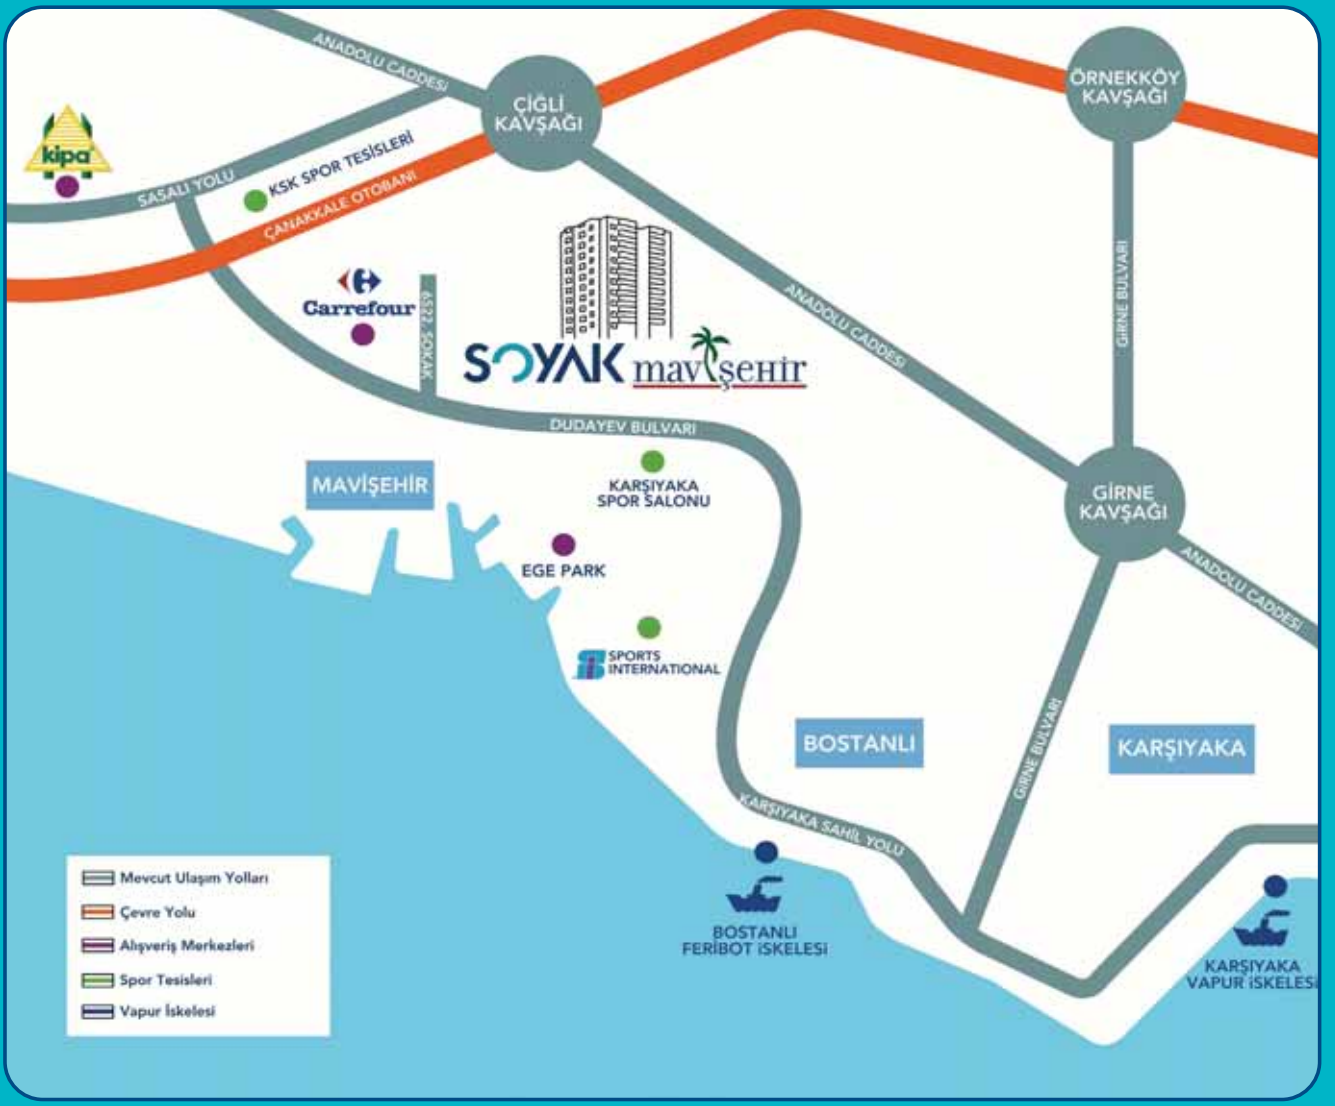 ANADOLU CADDESİ
ÇİĞLİ
KAVŞAĞI
ÖRNEKKÖY
KAVŞAĞI
kipa
SASALI YOLU
KSK SPOR TESİSLERİ
ÇANAKKALE OTOBANI
Carrefour
6522. SOKAK
SOYAK mavişehir
ANADOLU CADDESİ
GİRNE BULVARI
DUDAYEV BULVARI
MAVİŞEHİR
KARŞIYAKA
SPOR SALONU
GİRNE
KAVŞAĞI
EGE PARK
ANADOLU CADDESİ
SPORTS
INTERNATIONAL
GİRNE BULVARI
BOSTANLI
KARŞIYAKA
KARŞIYAKA SAHİL YOLU
BOSTANLI
FERİBOT İSKELESİ
KARŞIYAKA
VAPUR İSKELESİ
Mevcut Ulaşım Yolları
Çevre Yolu
Alışveriş Merkezleri
Spor Tesisleri
Vapur İskelesi